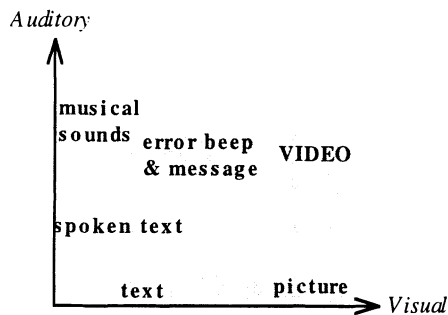 Auditory
musical
sounds
error beep
& message
VIDEO
spoken text
text
picture
Visual